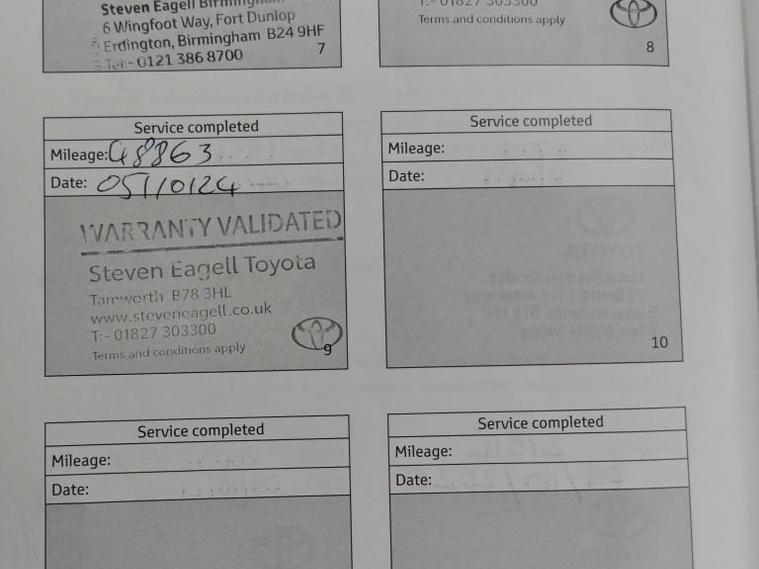 Steven Eagell Birmingham
6 Wingfoot Way, Fort Dunlop
Erdington, Birmingham B24 9HF
Tel:- 0121 386 8700
7
T:- 01827 303300
Terms and conditions apply
8
Service completed
Mileage: 48863
Date: 05/10/24
WARRANTY VALIDATED
Steven Eagell Toyota
Tamworth B78 3HL
www.steveneagell.co.uk
T:- 01827 303300
Terms and conditions apply
9
Service completed
Mileage:
Date:
10
Service completed
Mileage:
Date:
Service completed
Mileage:
Date: